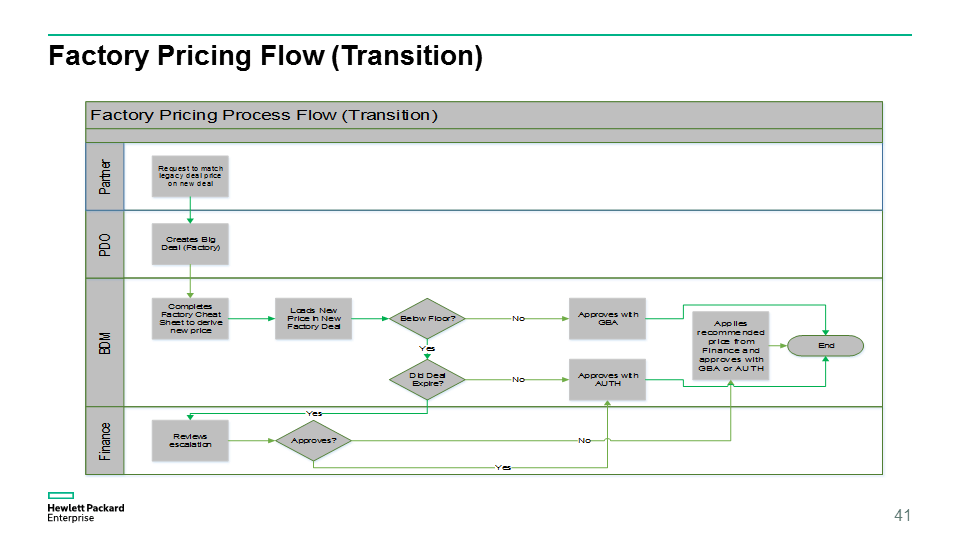 Factory Pricing Flow (Transition)
Factory Pricing Process Flow (Transition)
Partner
Request to match
legacy deal price
on new deal
PDO
Creates Big
Deal (Factory)
BDM
Completes
Factory Cheat
Sheet to derive
new price
Loads New
Price in New
Factory Deal
Below Floor?
No
Approves with
GBA
Applies
recommended
price from
Finance and
approves with
GBA or AUTH
End
Yes
Did Deal
Expire?
No
Approves with
AUTH
Yes
Finance
Reviews
escalation
Approves?
No
Yes
Hewlett Packard
Enterprise
41